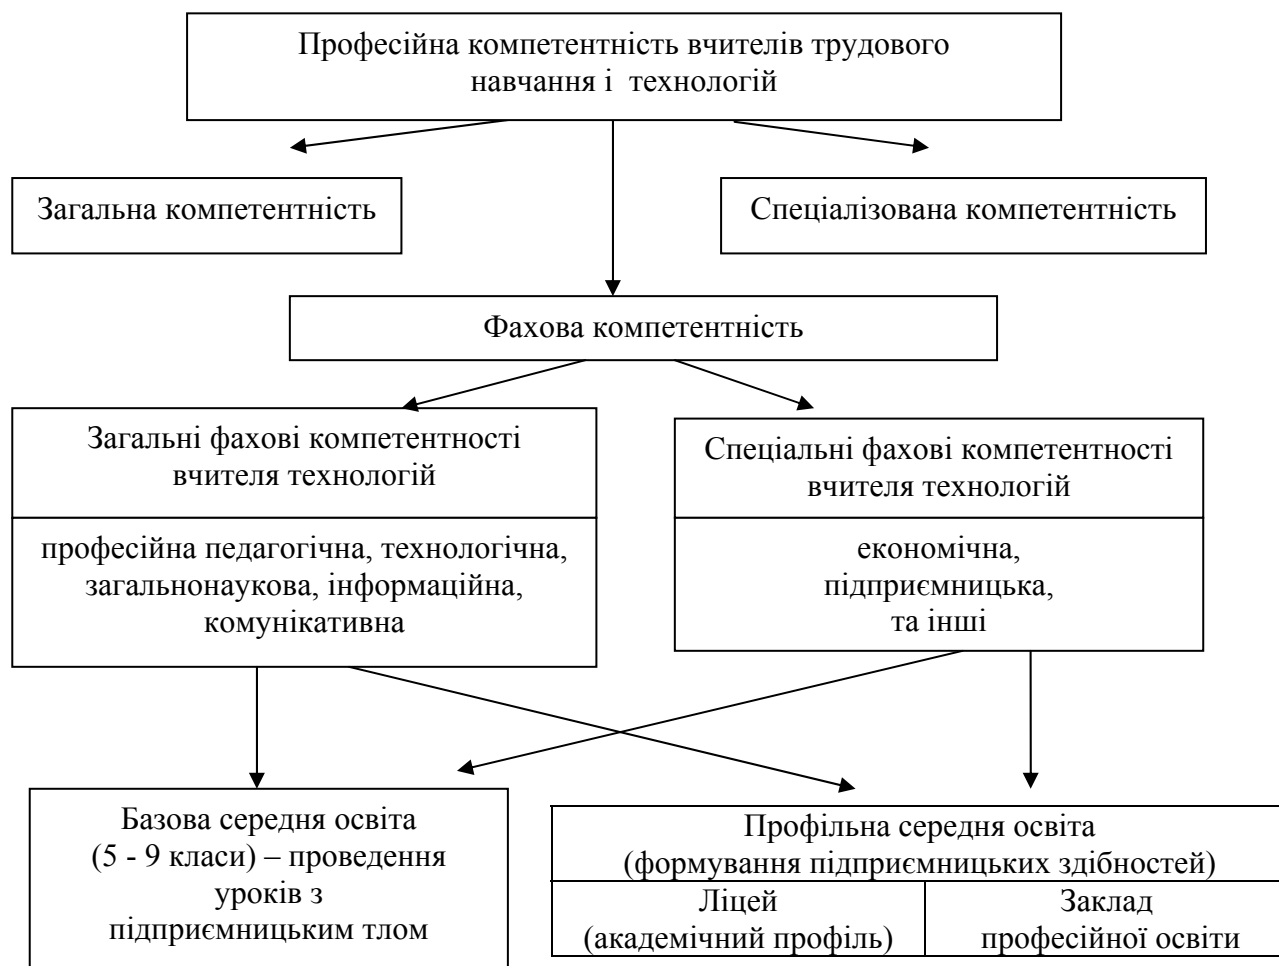 Професійна компетентність вчителів трудового
навчання і технологій
Загальна компетентність
Спеціалізована компетентність
Фахова компетентність
Загальні фахові компетентності
вчителя технологій
професійна педагогічна, технологічна,
загальнонаукова, інформаційна,
комунікативна
Спеціальні фахові компетентності
вчителя технологій
економічна,
підприємницька,
та інші
Базова середня освіта
(5 - 9 класи) – проведення
уроків з
підприємницьким тлом
Профільна середня освіта
(формування підприємницьких здібностей)
Ліцей
(академічний профіль)
Заклад
професійної освіти